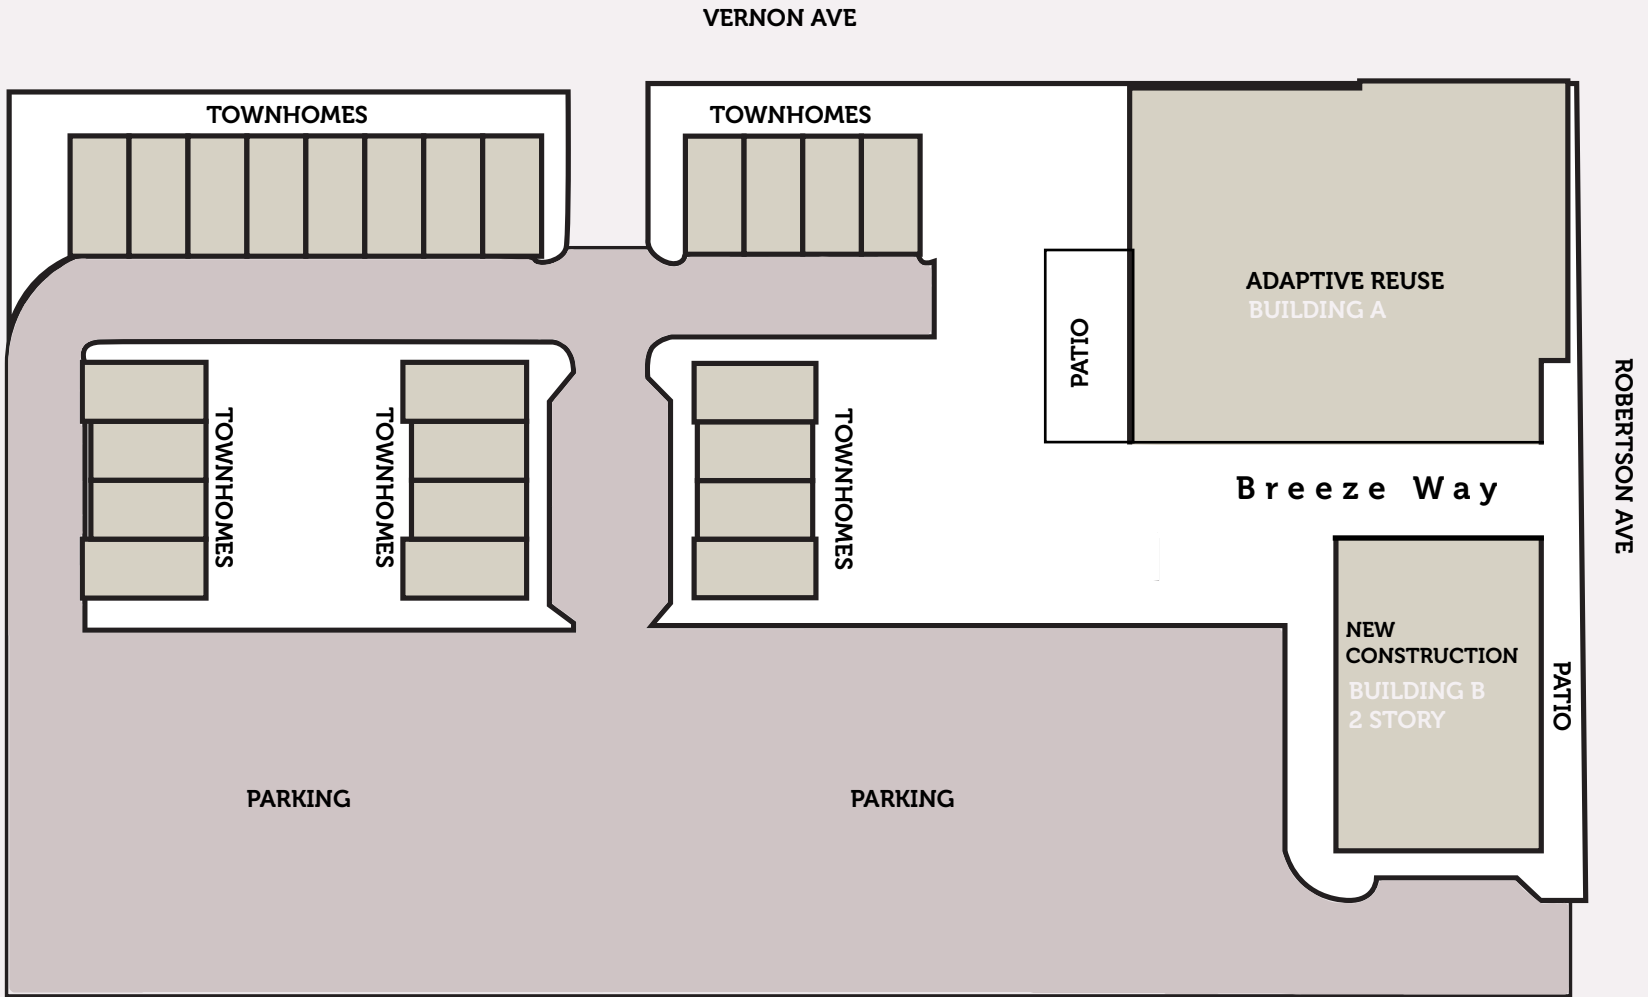 VERNON AVE
TOWNHOMES
TOWNHOMES
ADAPTIVE REUSE
BUILDING A
PATIO
ROBERTSON AVE
TOWNHOMES
TOWNHOMES
TOWNHOMES
Breeze Way
NEW
CONSTRUCTION
BUILDING B
2 STORY
PATIO
PARKING
PARKING